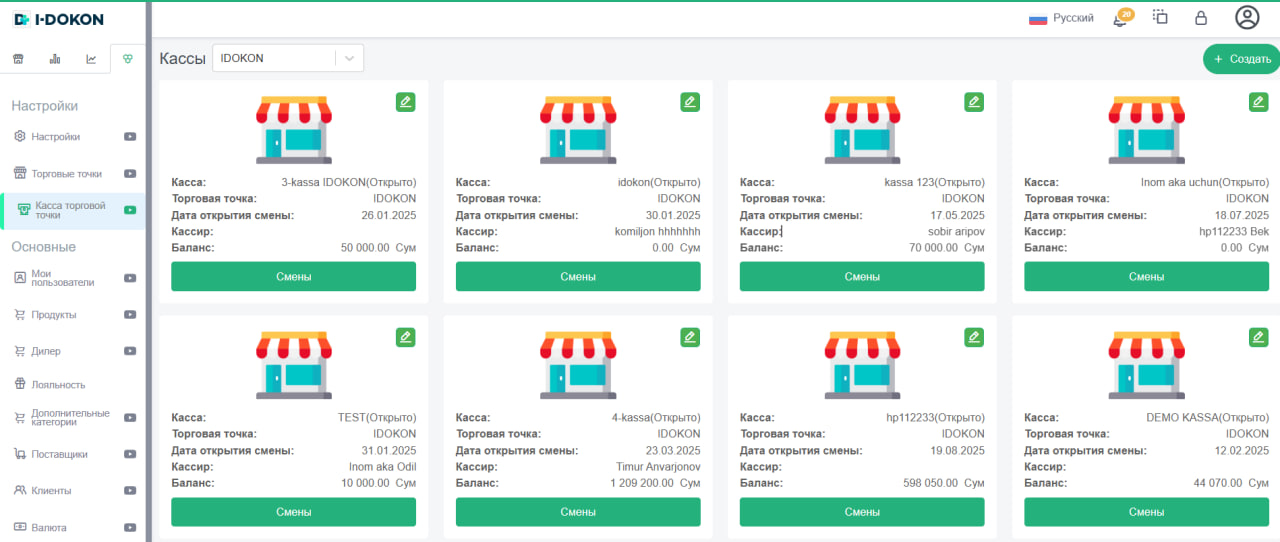 I-DOKON
Русский
20
Кассы
IDOKON
+ Создать
Настройки
Настройки
Торговые точки
Касса торговой
точки
Основные
Мои
пользователи
Продукты
Дилер
Лояльность
Дополнительные
категории
Поставщики
Клиенты
Валюта
Касса: 3-kassa IDOKON(Открыто)
Торговая точка: IDOKON
Дата открытия смены: 26.01.2025
Кассир:
Баланс: 50 000.00 Сум
Смены
Касса: idokon(Открыто)
Торговая точка: IDOKON
Дата открытия смены: 30.01.2025
Кассир: komiljon hhhhhhh
Баланс: 0.00 Сум
Смены
Касса: kassa 123(Открыто)
Торговая точка: IDOKON
Дата открытия смены: 17.05.2025
Кассир: sobir aripov
Баланс: 70 000.00 Сум
Смены
Касса: Inom aka uchun(Открыто)
Торговая точка: IDOKON
Дата открытия смены: 18.07.2025
Кассир: hp112233 Bek
Баланс: 0.00 Сум
Смены
Касса: TEST(Открыто)
Торговая точка: IDOKON
Дата открытия смены: 31.01.2025
Кассир: Inom aka Odil
Баланс: 10 000.00 Сум
Смены
Касса: 4-kassa(Открыто)
Торговая точка: IDOKON
Дата открытия смены: 23.03.2025
Кассир: Timur Anvarjonov
Баланс: 1 209 200.00 Сум
Смены
Касса: hp112233(Открыто)
Торговая точка: IDOKON
Дата открытия смены: 19.08.2025
Кассир:
Баланс: 598 050.00 Сум
Смены
Касса: DEMO KASSA(Открыто)
Торговая точка: IDOKON
Дата открытия смены: 12.02.2025
Кассир:
Баланс: 44 070.00 Сум
Смены